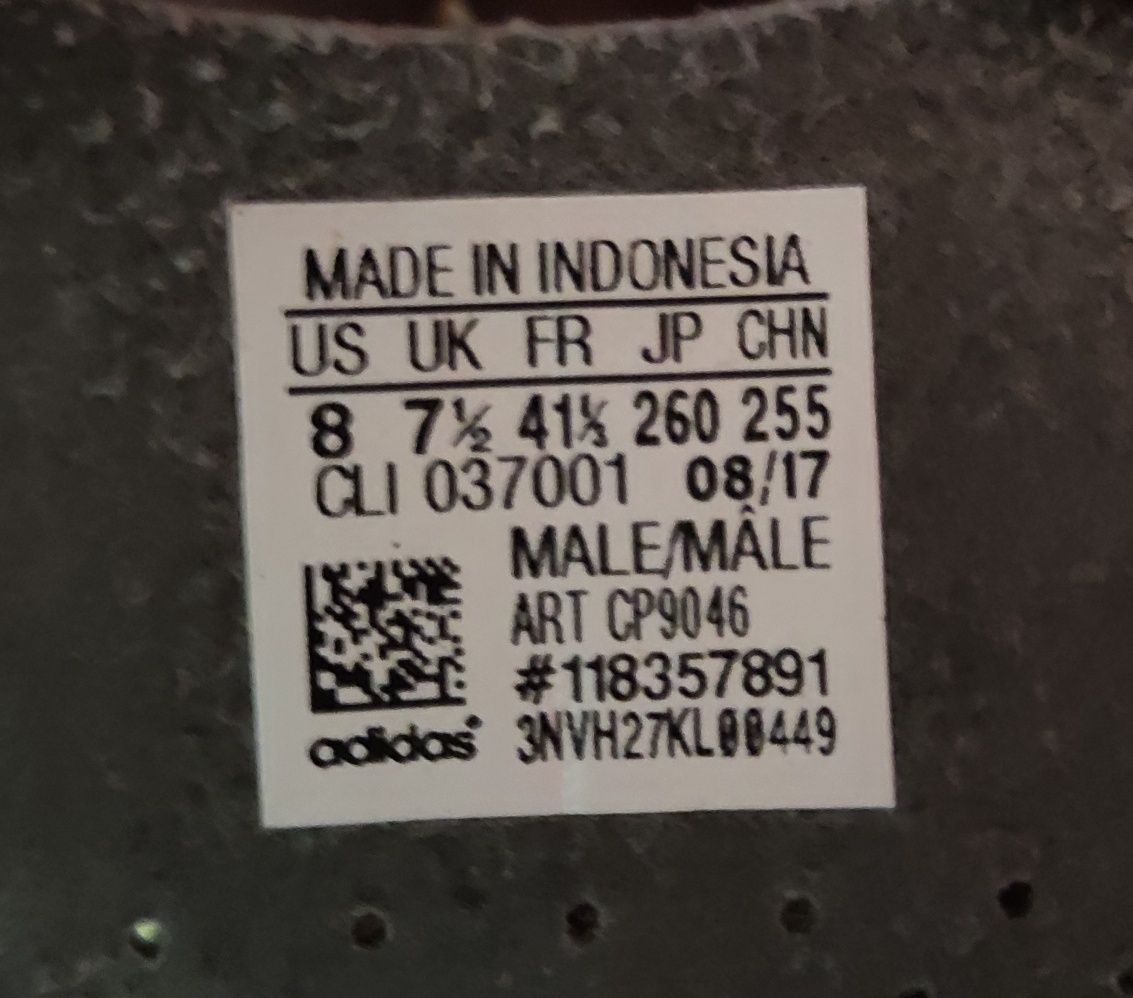 MADE IN INDONESIA
US UK FR JP CHN
8 7½ 41⅓ 260 255
CLI 037001 08/17
MALE/MÂLE
ART CP9046
#118357891
adidas 3NVH27KL00449